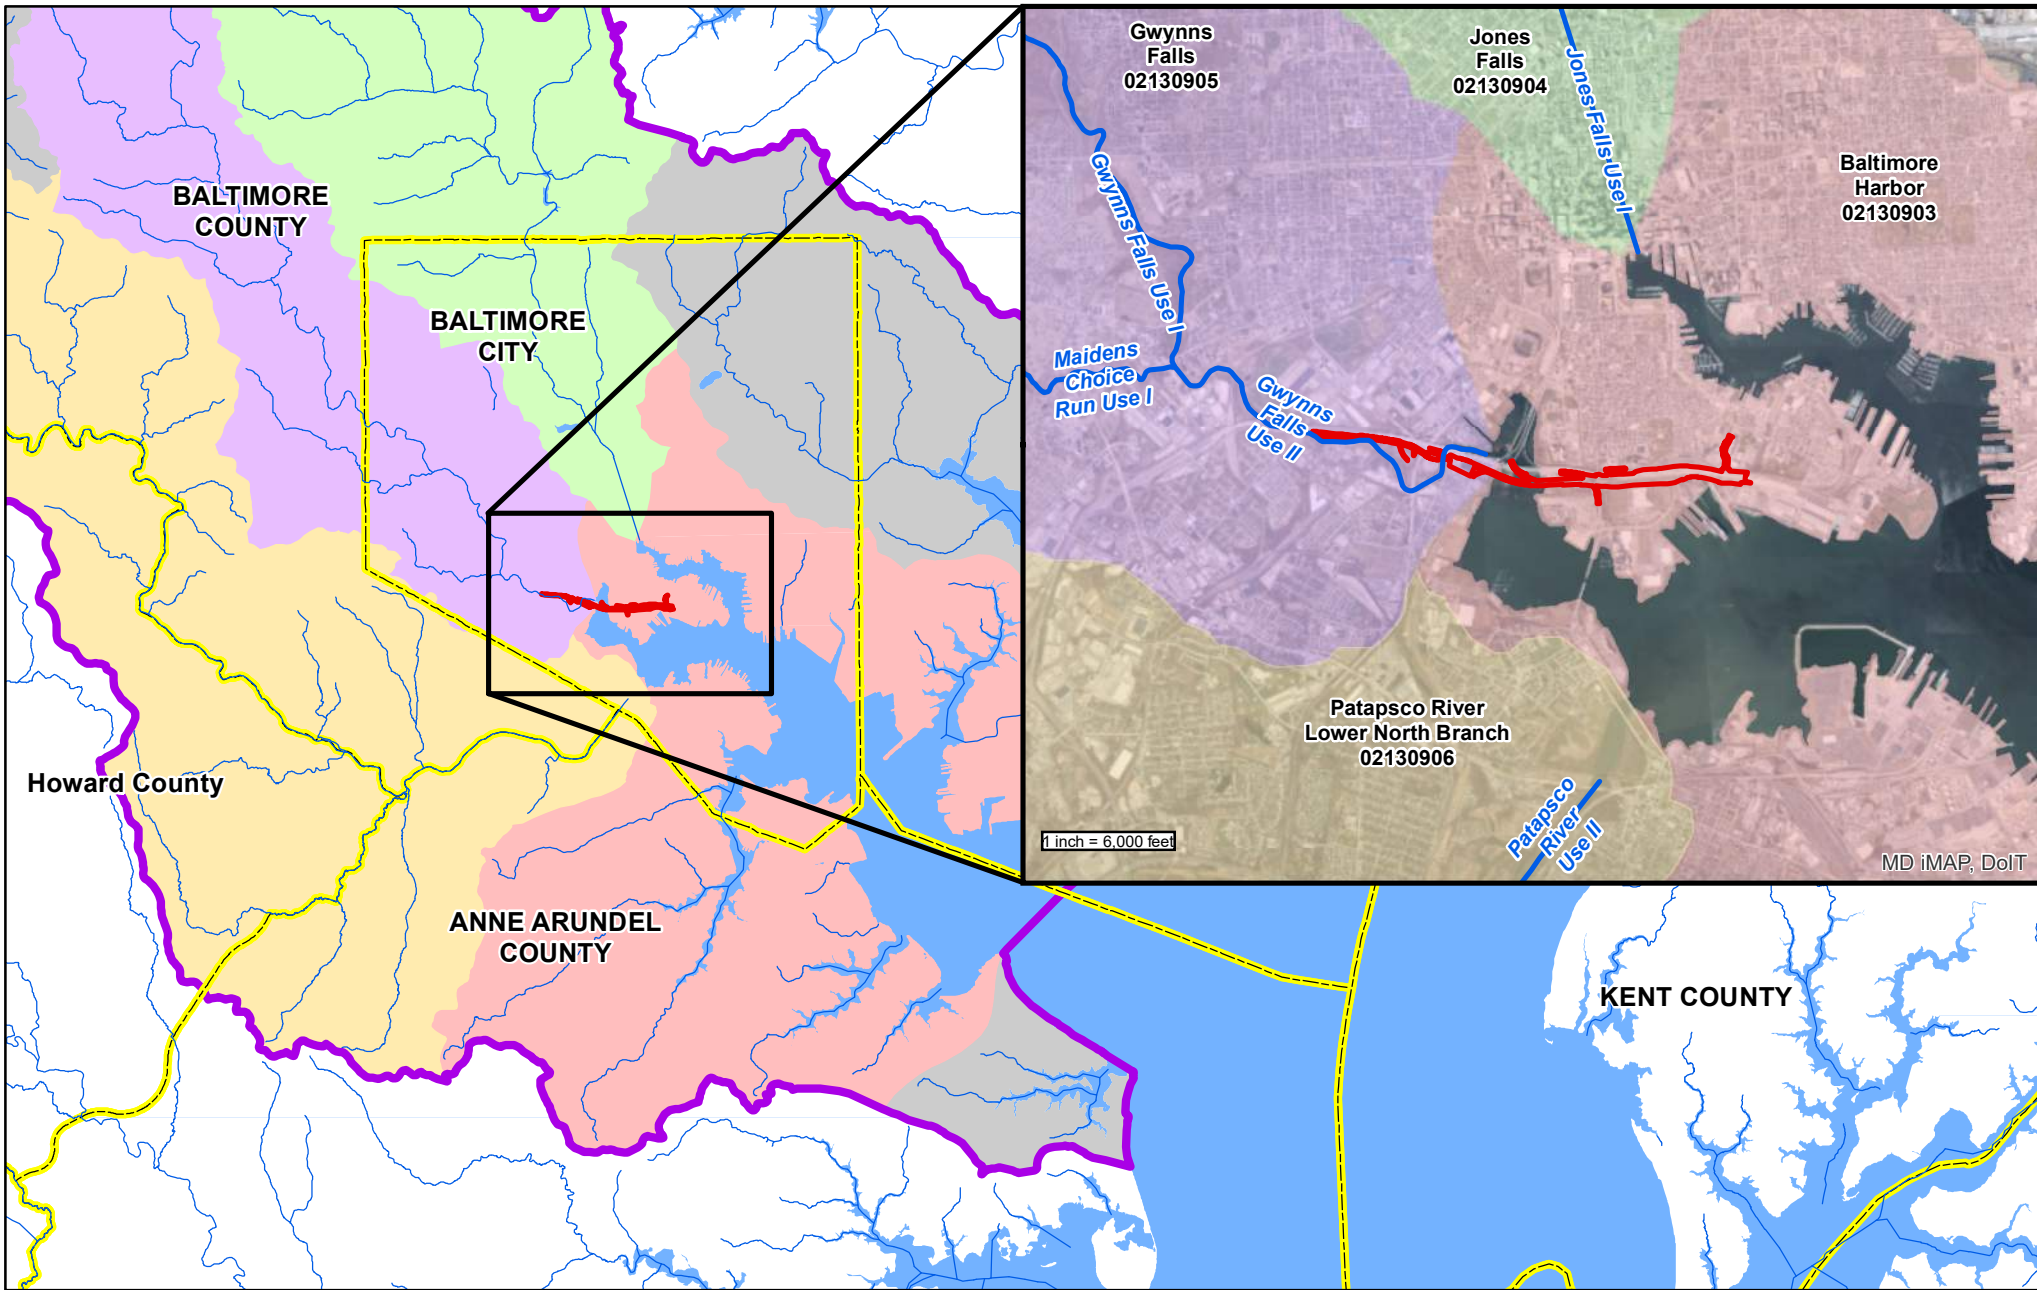 BALTIMORE
COUNTY
BALTIMORE
CITY
Howard County
ANNE ARUNDEL
COUNTY
KENT COUNTY
Gwynns
Falls
02130905
Jones
Falls
02130904
Baltimore
Harbor
02130903
Jones Falls Use I
Gwynns Falls Use I
Maidens
Choice
Run Use I
Gwynns
Falls
Use II
Patapsco River
Lower North Branch
02130906
Patapsco
River
Use II
1 inch = 6,000 feet
MD iMAP, DoIT